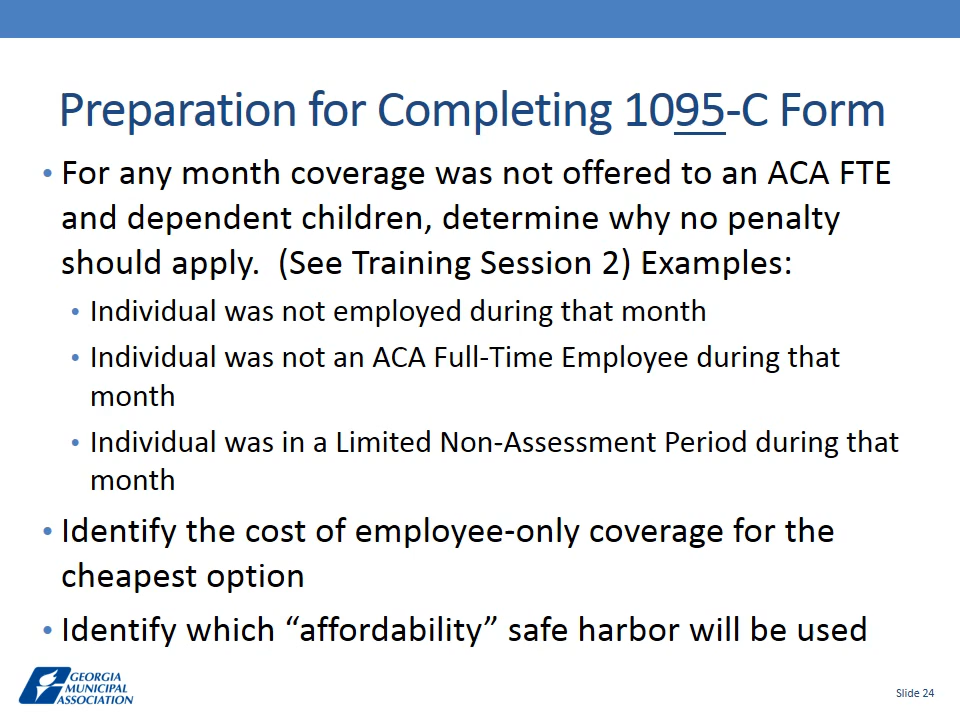 Preparation for Completing 1095-C Form
• For any month coverage was not offered to an ACA FTE
and dependent children, determine why no penalty
should apply.  (See Training Session 2) Examples:
• Individual was not employed during that month
• Individual was not an ACA Full-Time Employee during that
month
• Individual was in a Limited Non-Assessment Period during that
month
• Identify the cost of employee-only coverage for the
cheapest option
• Identify which “affordability” safe harbor will be used
GEORGIA
MUNICIPAL
ASSOCIATION
Slide 24